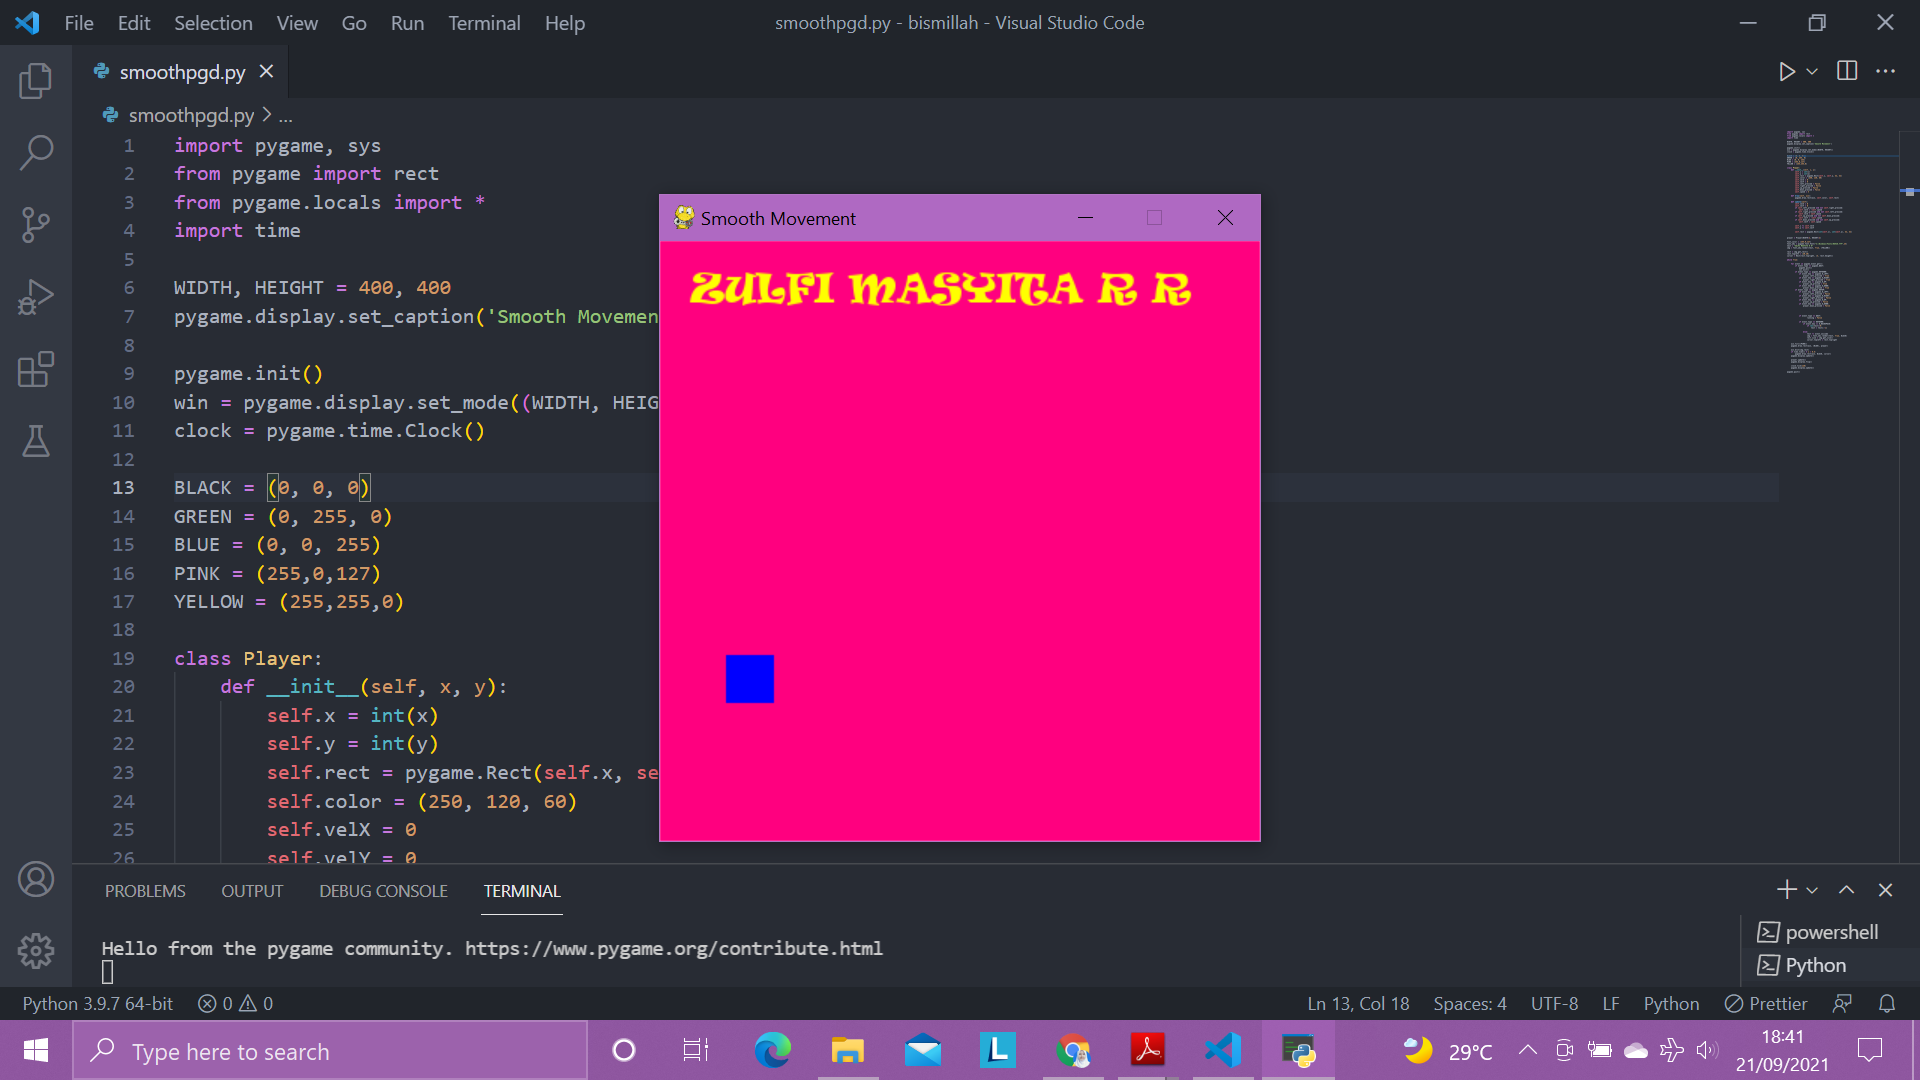 File Edit Selection View Go Run Terminal Help
smoothpgd.py - bismillah - Visual Studio Code
smoothpgd.py
smoothpgd.py > ...
1 import pygame, sys
2 from pygame import rect
3 from pygame.locals import *
4 import time
5
6 WIDTH, HEIGHT = 400, 400
7 pygame.display.set_caption('Smooth Movemen
8
9 pygame.init()
10 win = pygame.display.set_mode((WIDTH, HEIG
11 clock = pygame.time.Clock()
12
13 BLACK = (0, 0, 0)
14 GREEN = (0, 255, 0)
15 BLUE = (0, 0, 255)
16 PINK = (255,0,127)
17 YELLOW = (255,255,0)
18
19 class Player:
20 def __init__(self, x, y):
21 self.x = int(x)
22 self.y = int(y)
23 self.rect = pygame.Rect(self.x, se
24 self.color = (250, 120, 60)
25 self.velX = 0
26 self.velY = 0
Smooth Movement
ZULFI MASYITA R R
PROBLEMS OUTPUT DEBUG CONSOLE TERMINAL
Hello from the pygame community. https://www.pygame.org/contribute.html
powershell
Python
Python 3.9.7 64-bit 0 0 Ln 13, Col 18 Spaces: 4 UTF-8 LF Python Prettier
Type here to search
L
29°C
18:41
21/09/2021